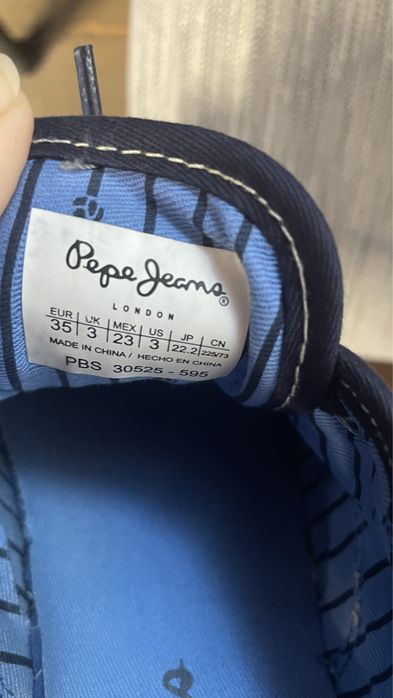 Pepe Jeans®
LONDON
EUR UK MEX US JP CN
35 3 23 3 22.2 225/73
MADE IN CHINA / HECHO EN CHINA
PBS 30525 - 595